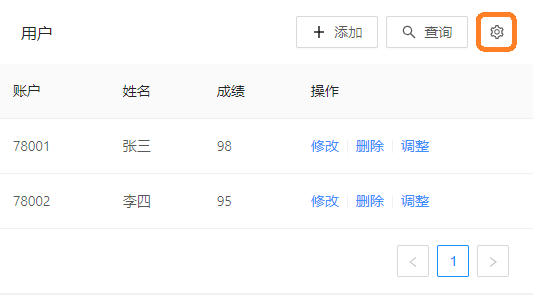 用户 添加 查询
账户 姓名 成绩 操作
78001 张三 98 修改 删除 调整
78002 李四 95 修改 删除 调整
1